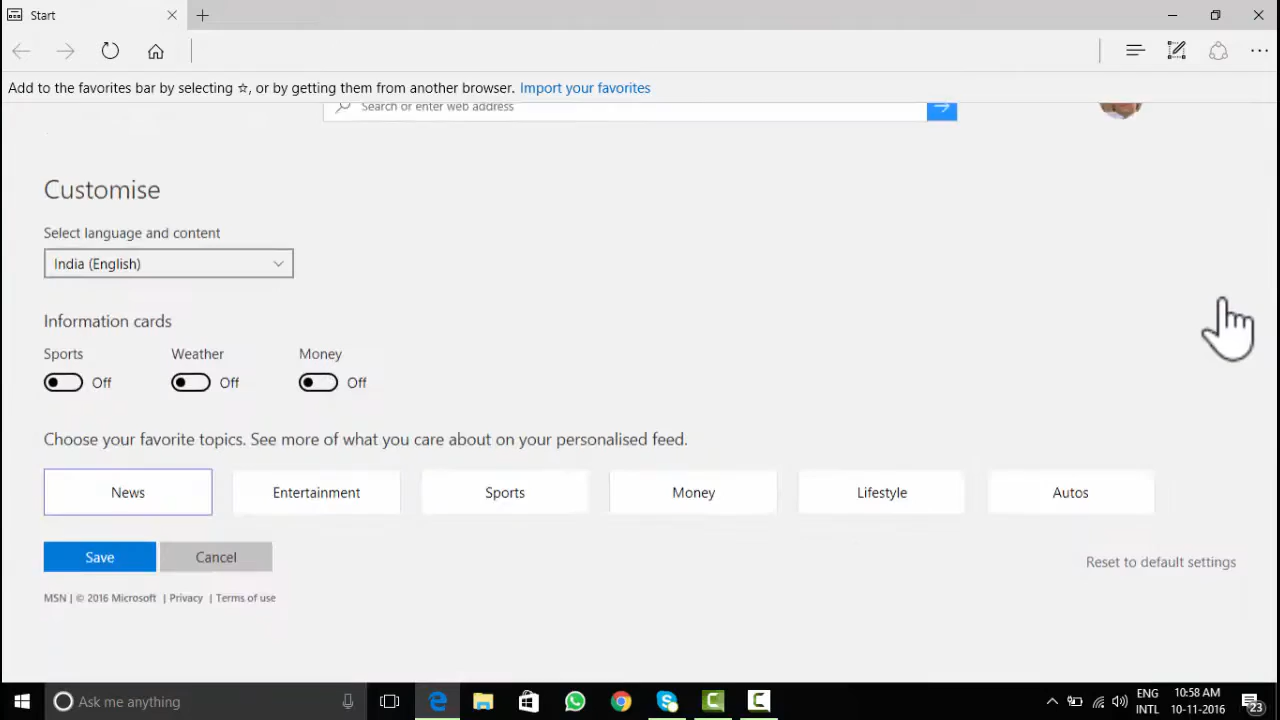 Start
Add to the favorites bar by selecting ☆, or by getting them from another browser. Import your favorites
Search or enter web address
Customise
Select language and content
India (English)
Information cards
Sports Weather Money
Off Off Off
Choose your favorite topics. See more of what you care about on your personalised feed.
News Entertainment Sports Money Lifestyle Autos
Save Cancel
Reset to default settings
MSN | © 2016 Microsoft | Privacy | Terms of use
Ask me anything
ENG
INTL
10:58 AM
10-11-2016
23